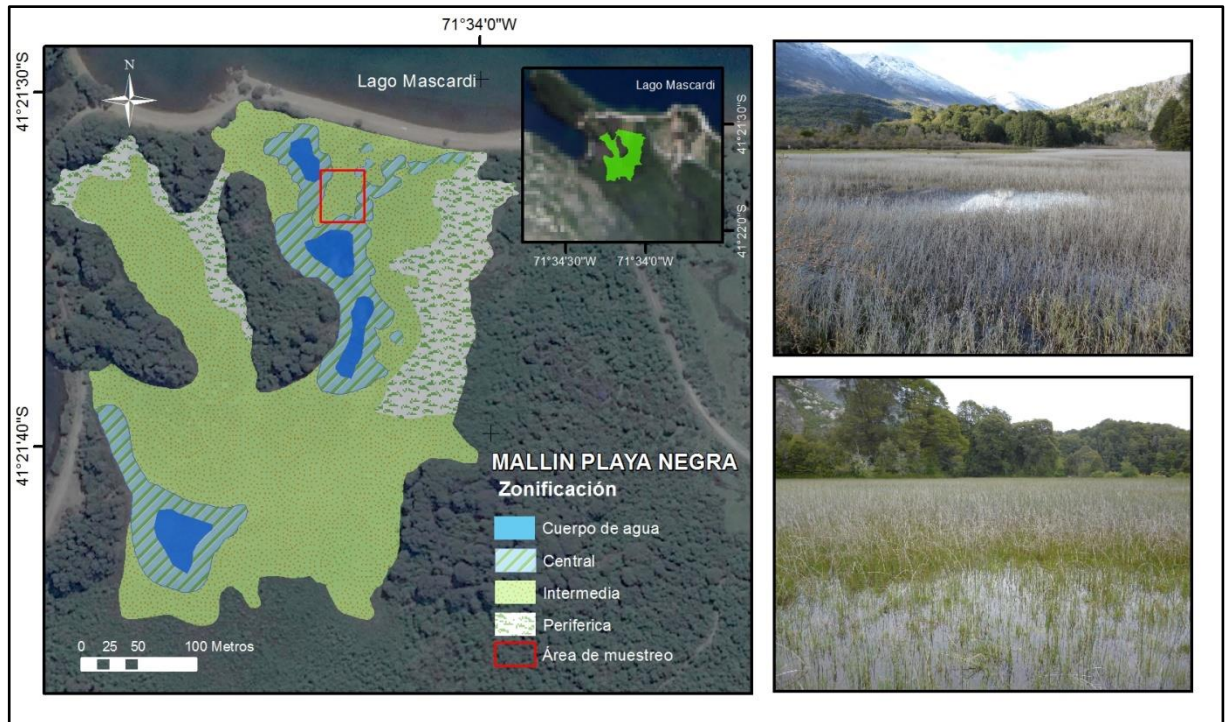 71°34'0"W
41°21'30"S
N
Lago Mascardi
Lago Mascardi
41°21'30"S
41°22'0"S
71°34'30"W 71°34'0"W
41°21'40"S
MALLIN PLAYA NEGRA
Zonificación
Cuerpo de agua
Central
Intermedia
Periferica
Área de muestreo
0 25 50 100 Metros